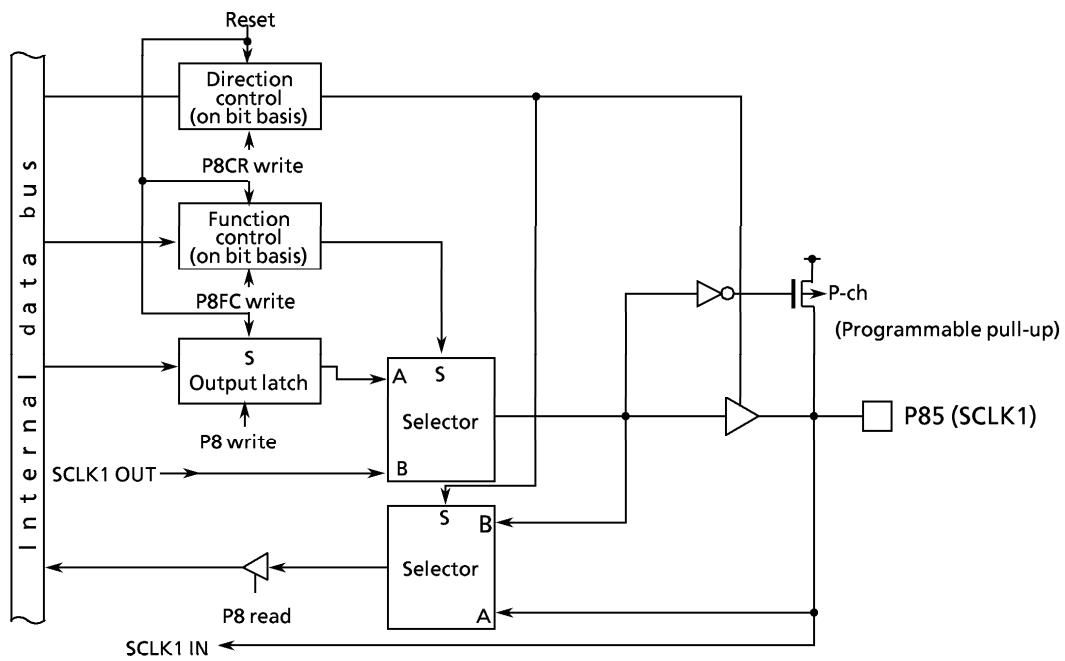 Reset
Direction
control
(on bit basis)
P8CR write
Function
control
(on bit basis)
P8FC write
S
Output latch
P8 write
SCLK1 OUT
A
S
Selector
B
S
B
Selector
A
P8 read
SCLK1 IN
P-ch
(Programmable pull-up)
P85 (SCLK1)
Internal data bus